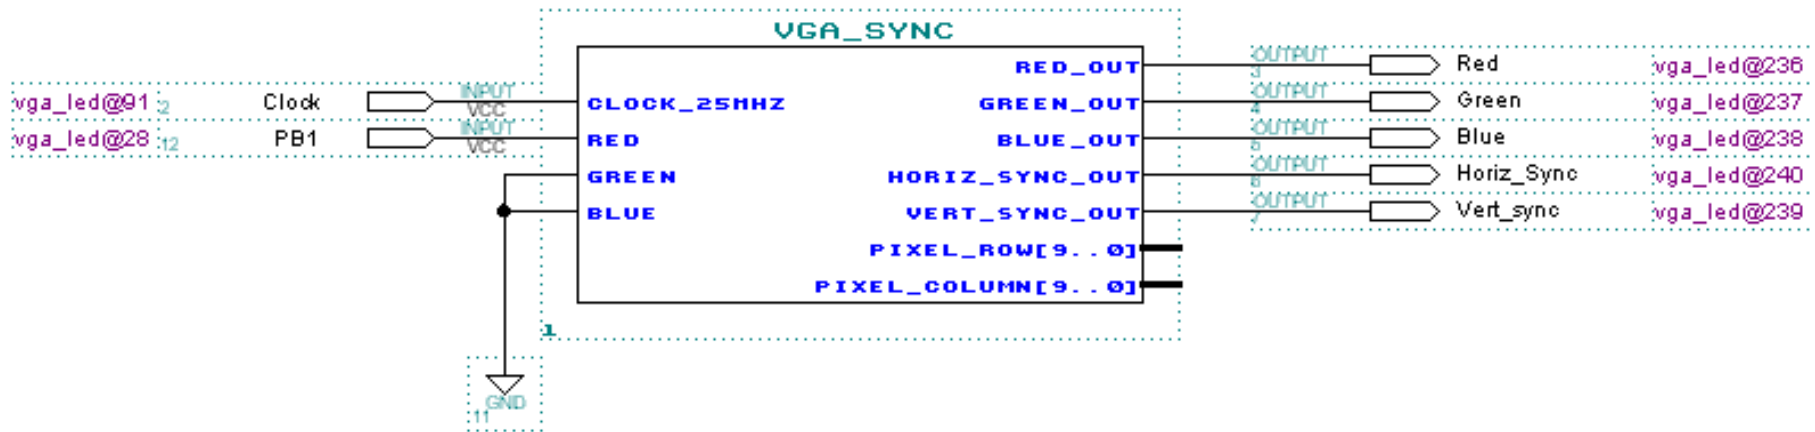 VGA_SYNC
RED_OUT OUTPUT 3 Red vga_led@236
vga_led@91 2 Clock INPUT VCC CLOCK_25MHZ GREEN_OUT OUTPUT 4 Green vga_led@237
vga_led@28 12 PB1 INPUT VCC RED BLUE_OUT OUTPUT 5 Blue vga_led@238
GREEN HORIZ_SYNC_OUT OUTPUT 6 Horiz_Sync vga_led@240
BLUE VERT_SYNC_OUT OUTPUT 7 Vert_sync vga_led@239
PIXEL_ROW[9..0]
PIXEL_COLUMN[9..0]
1
GND
11